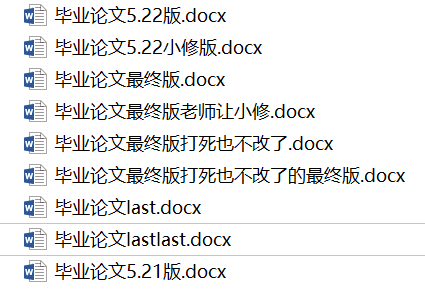 毕业论文5.22版.docx
毕业论文5.22小修版.docx
毕业论文最终版.docx
毕业论文最终版老师让小修.docx
毕业论文最终版打死也不改了.docx
毕业论文最终版打死也不改了的最终版.docx
毕业论文last.docx
毕业论文lastlast.docx
毕业论文5.21版.docx